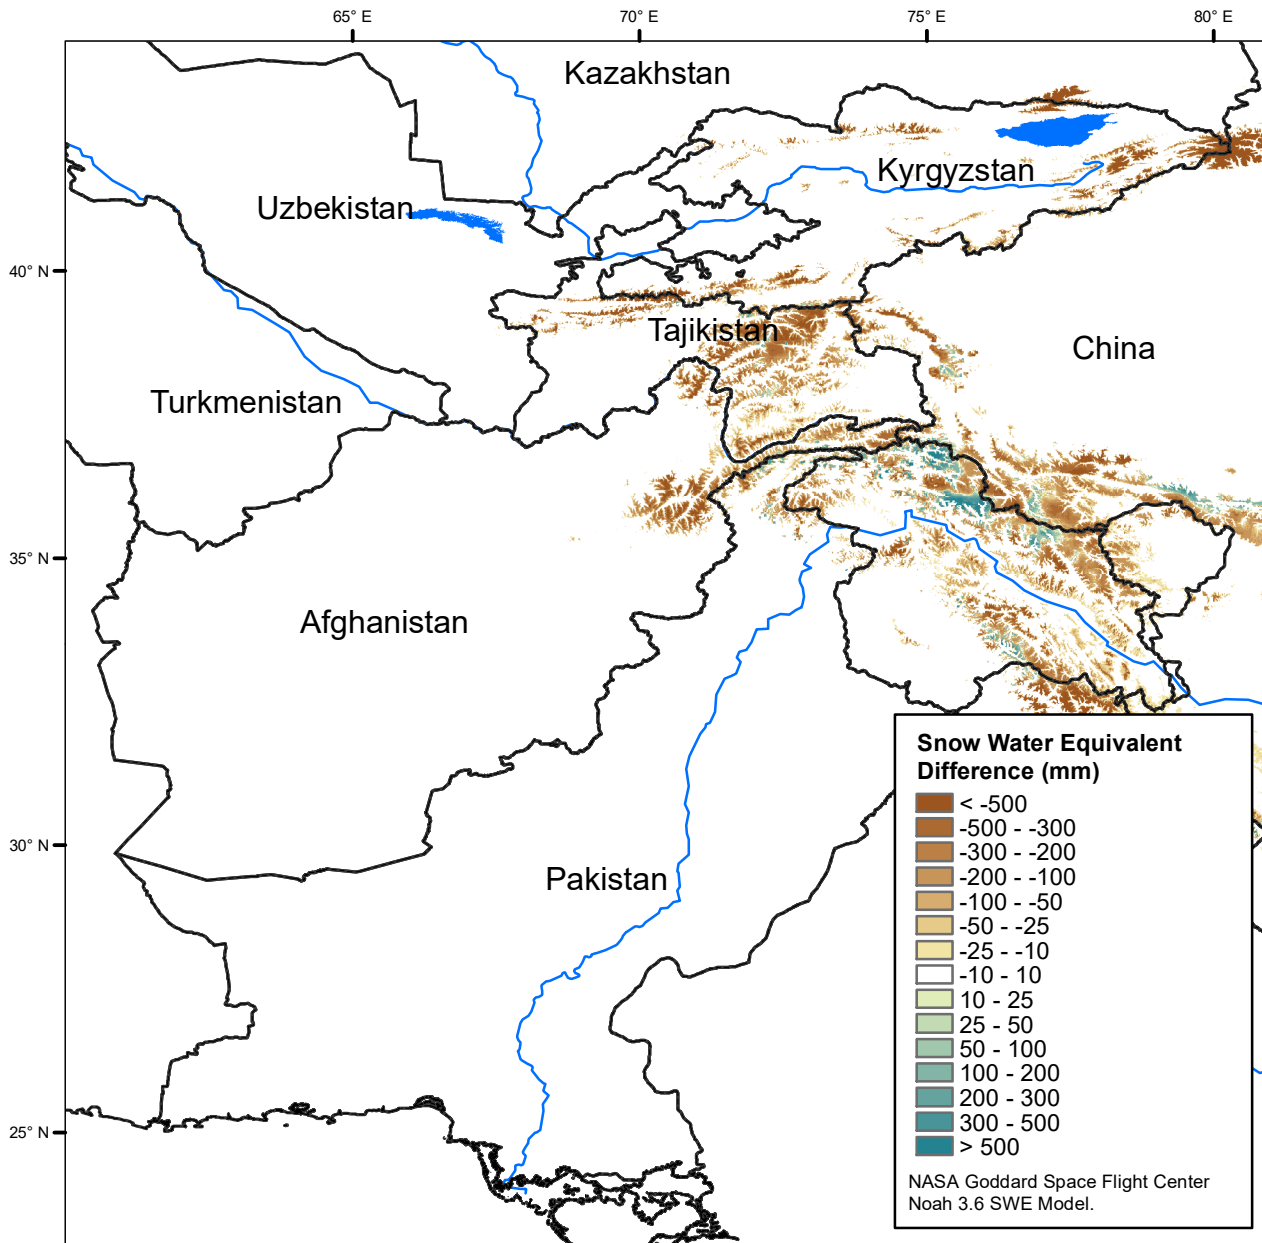 65° E
70° E
75° E
80° E
Kazakhstan
Kyrgyzstan
Uzbekistan
40° N
Tajikistan
China
Turkmenistan
35° N
Afghanistan
30° N
Pakistan
25° N
Snow Water Equivalent
Difference (mm)
< -500
-500 - -300
-300 - -200
-200 - -100
-100 - -50
-50 - -25
-25 - -10
-10 - 10
10 - 25
25 - 50
50 - 100
100 - 200
200 - 300
300 - 500
> 500
NASA Goddard Space Flight Center
Noah 3.6 SWE Model.